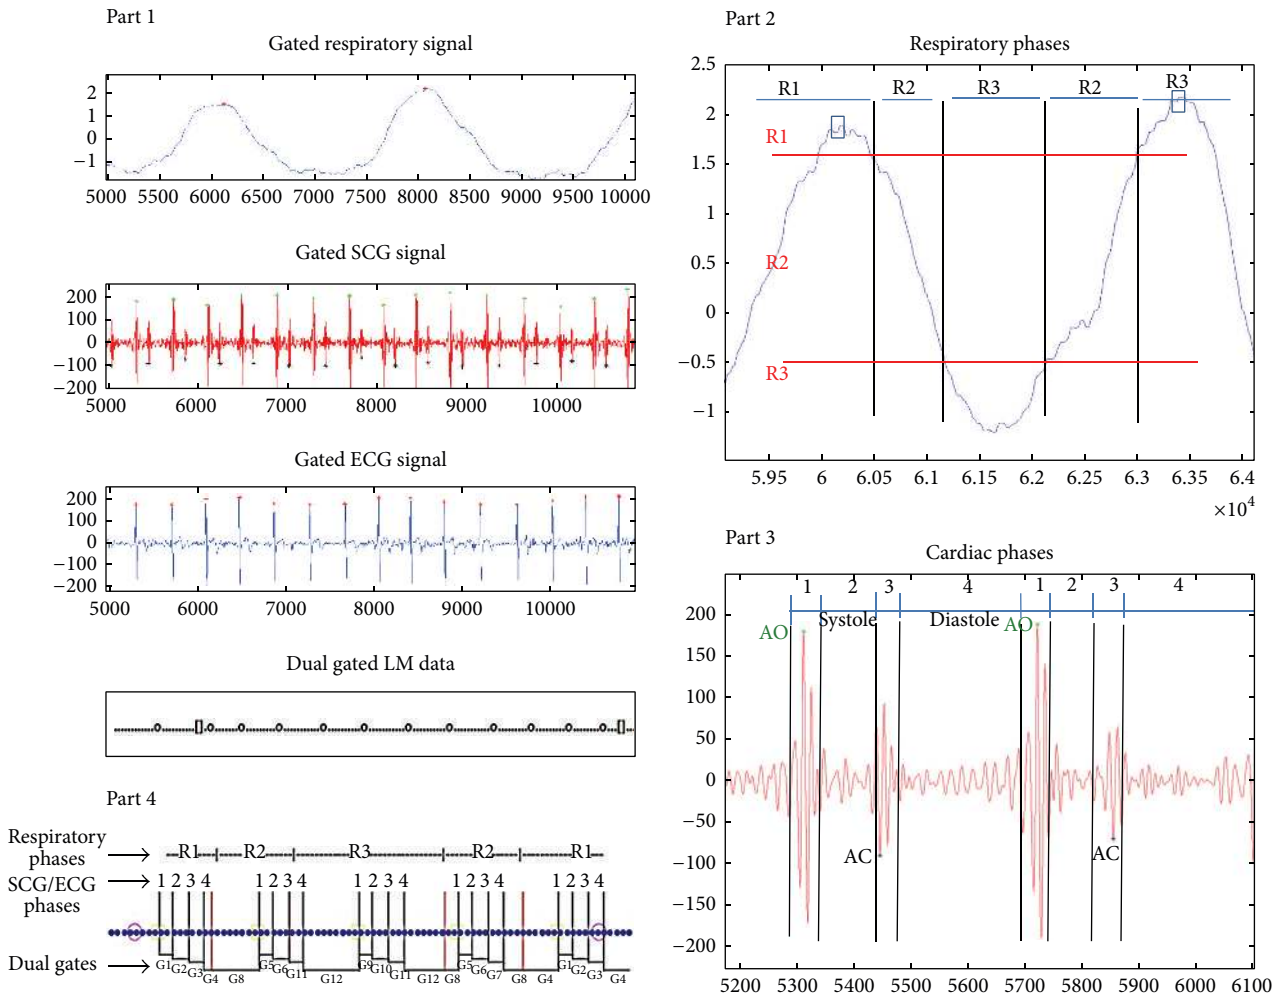 Part 1
Gated respiratory signal
2
1
0
−1
5000 5500 6000 6500 7000 7500 8000 8500 9000 9500 10000
Gated SCG signal
200
100
0
−100
−200
5000 6000 7000 8000 9000 10000
Gated ECG signal
200
100
0
−100
−200
5000 6000 7000 8000 9000 10000
Dual gated LM data
Part 4
Respiratory phases
R1 R2 R3 R2 R1
SCG/ECG phases
1 2 3 4 1 2 3 4 1 2 3 4 1 2 3 4 1 2 3 4
Dual gates
G1 G2 G3 G4 G8 G5 G6 G11 G12 G9 G10 G11 G12 G8 G5 G6 G7 G8 G4 G1 G2 G3 G4
Part 2
Respiratory phases
2.5
2
1.5
1
0.5
0
−0.5
−1
R1 R2 R3 R2 R3
R1
R2
R3
5.95 6 6.05 6.1 6.15 6.2 6.25 6.3 6.35 6.4
×10⁴
Part 3
Cardiac phases
1 2 3 4 1 2 3 4
Systole Diastole
AO AO
AC AC
200
150
100
50
0
−50
−100
−150
−200
5200 5300 5400 5500 5600 5700 5800 5900 6000 6100